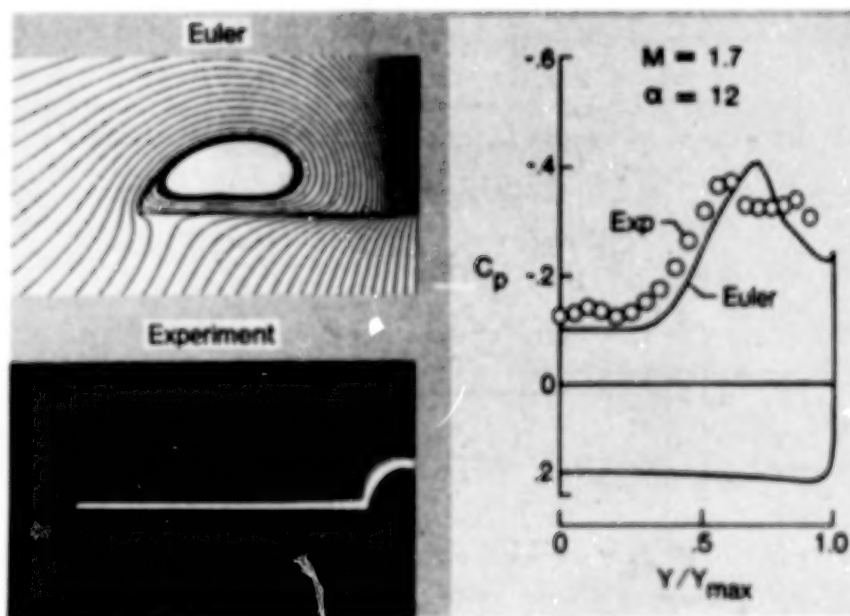 Euler
Experiment
M = 1.7
α = 12
-.6
-.4
-.2
0
.2
Cp
Exp
Euler
0
.5
1.0
Y/Ymax